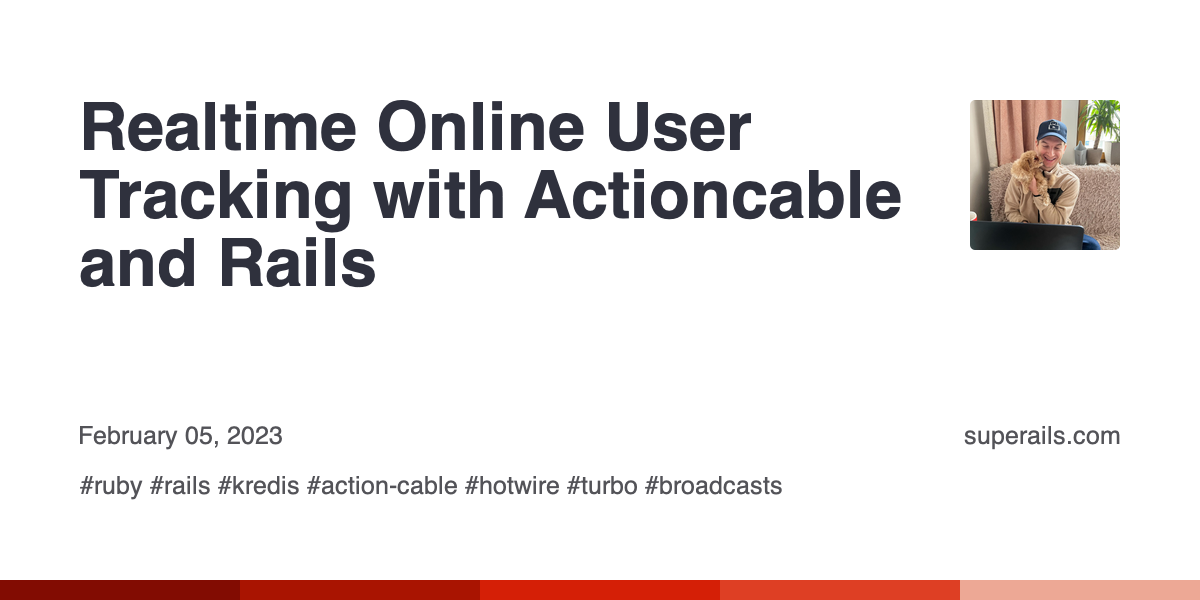 Realtime Online User
Tracking with Actioncable
and Rails
February 05, 2023
superails.com
#ruby #rails #kredis #action-cable #hotwire #turbo #broadcasts